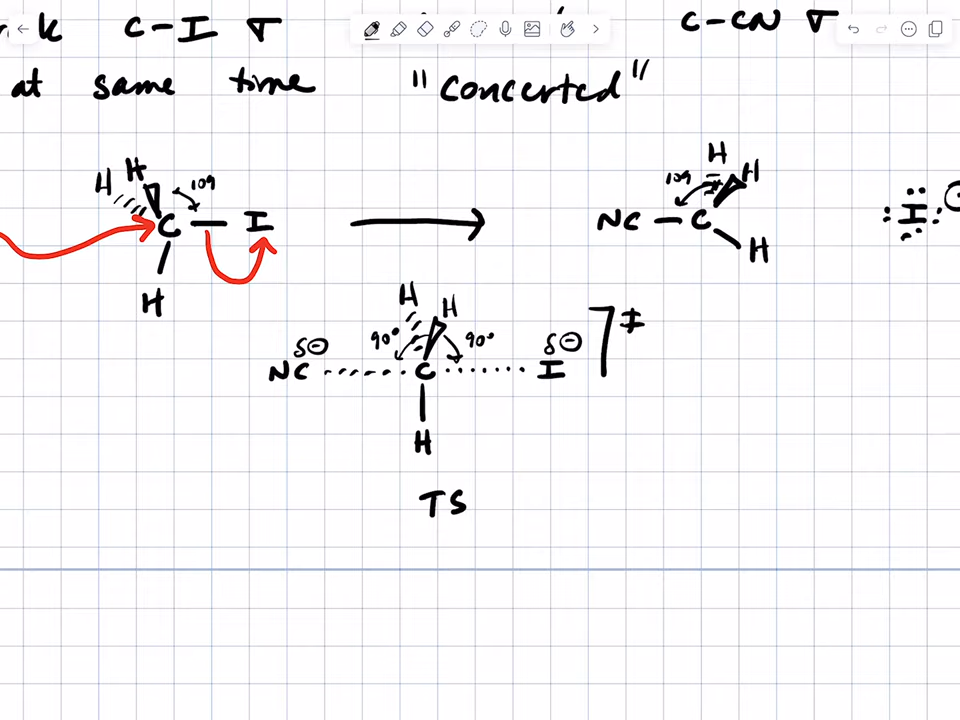 C-I σ C-CN σ
at same time "concerted"
H H 109 C - I → NC - C 109 H H H :I:
H
H H
90° 90°
NC δ⊖ C I δ⊖ ‡
H
TS